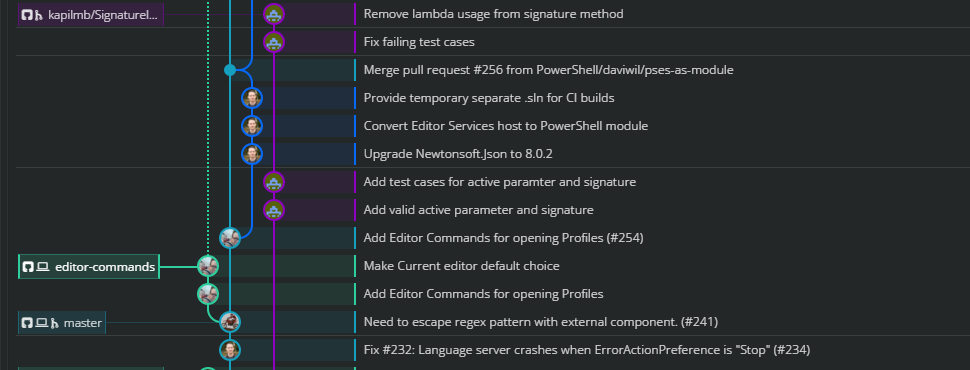 kapilmb/SignatureI... Remove lambda usage from signature method
Fix failing test cases
Merge pull request #256 from PowerShell/daviwil/pses-as-module
Provide temporary separate .sln for CI builds
Convert Editor Services host to PowerShell module
Upgrade Newtonsoft.Json to 8.0.2
Add test cases for active paramter and signature
Add valid active parameter and signature
Add Editor Commands for opening Profiles (#254)
editor-commands Make Current editor default choice
Add Editor Commands for opening Profiles
master Need to escape regex pattern with external component. (#241)
Fix #232: Language server crashes when ErrorActionPreference is "Stop" (#234)